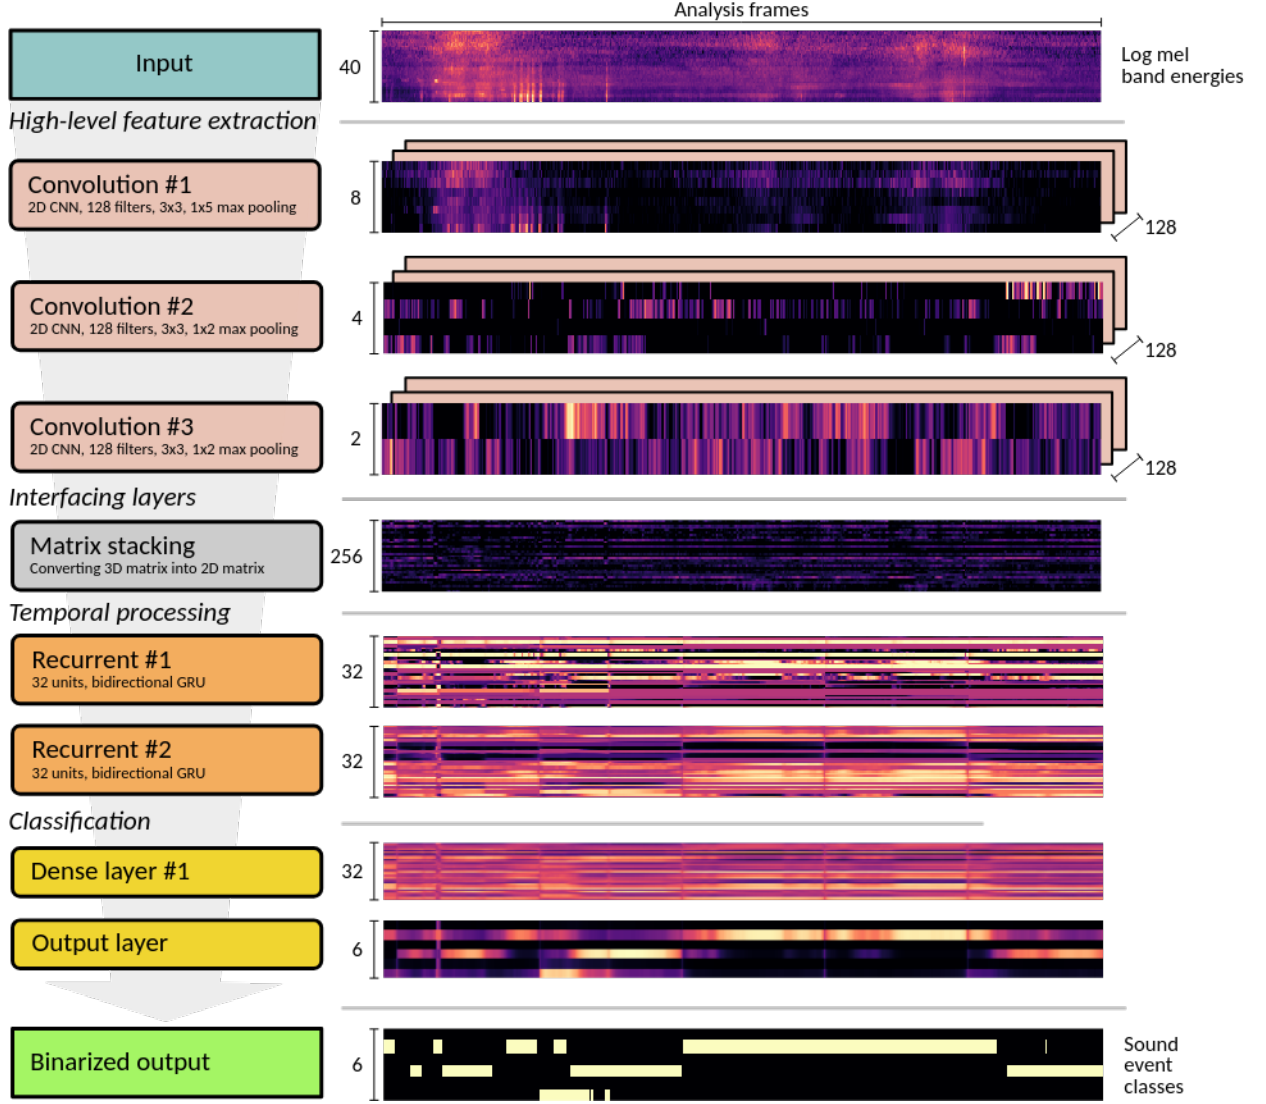 Analysis frames
Input
40
Log mel
band energies
High-level feature extraction
Convolution #1
2D CNN, 128 filters, 3x3, 1x5 max pooling
8
128
Convolution #2
2D CNN, 128 filters, 3x3, 1x2 max pooling
4
128
Convolution #3
2D CNN, 128 filters, 3x3, 1x2 max pooling
2
128
Interfacing layers
Matrix stacking
Converting 3D matrix into 2D matrix
256
Temporal processing
Recurrent #1
32 units, bidirectional GRU
32
Recurrent #2
32 units, bidirectional GRU
32
Classification
Dense layer #1
32
Output layer
6
Binarized output
6
Sound
event
classes